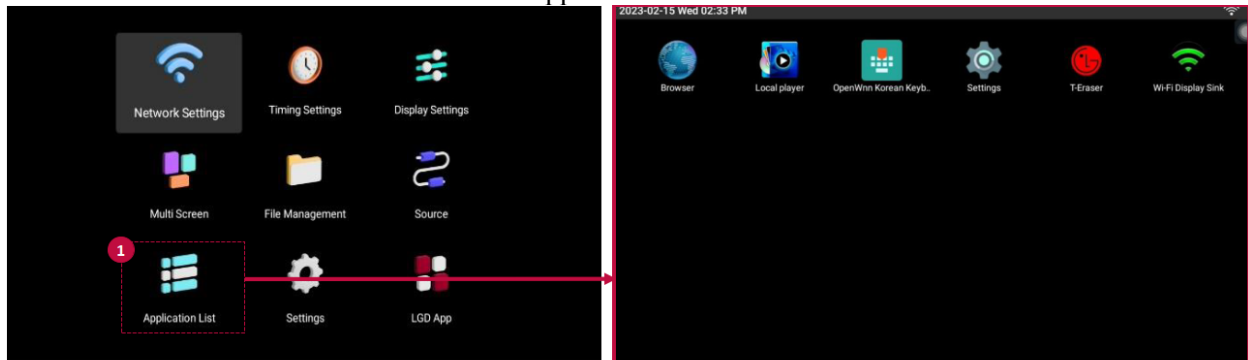 2023-02-15 Wed 02:33 PM
Network Settings
Timing Settings
Display Settings
Multi Screen
File Management
Source
1
Application List
Settings
LGD App
Browser
Local player
OpenWnn Korean Keyb..
Settings
T-Eraser
Wi-Fi Display Sink